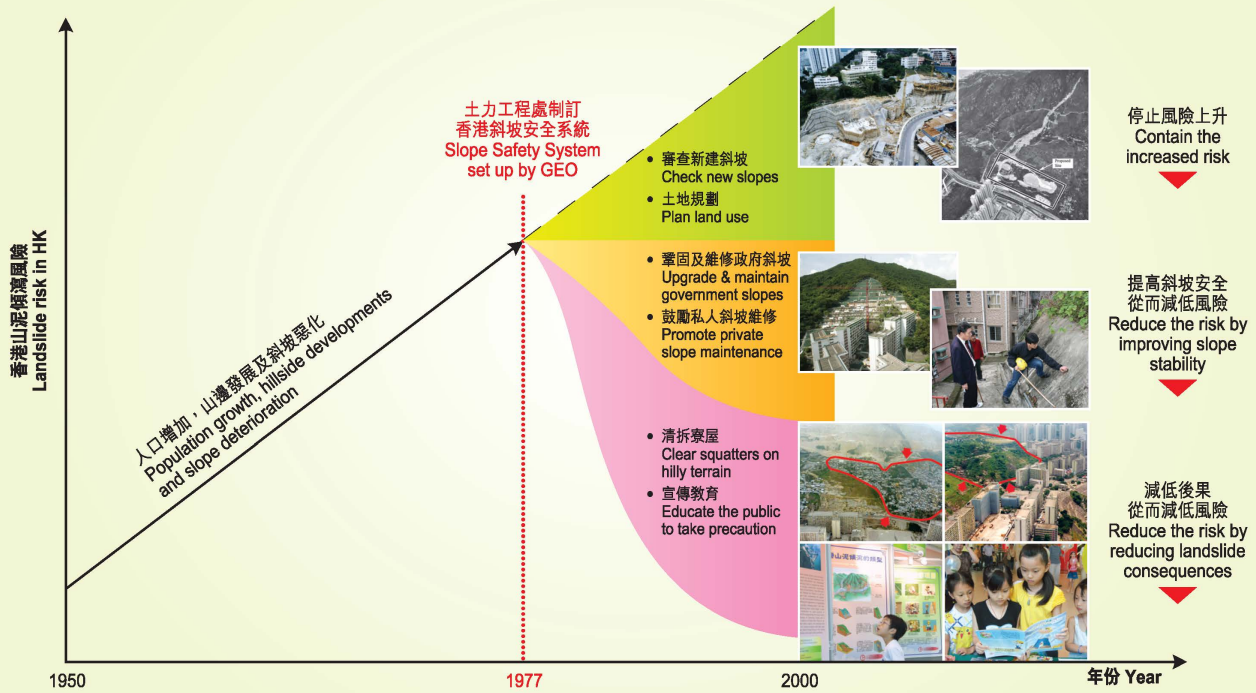 香港山泥傾瀉風險
Landslide risk in HK
人口增加，山邊發展及斜坡惡化
Population growth, hillside developments
and slope deterioration
土力工程處制訂
香港斜坡安全系統
Slope Safety System
set up by GEO
• 審查新建斜坡
Check new slopes
• 土地規劃
Plan land use
• 鞏固及維修政府斜坡
Upgrade & maintain
government slopes
• 鼓勵私人斜坡維修
Promote private
slope maintenance
• 清拆寮屋
Clear squatters on
hilly terrain
• 宣傳教育
Educate the public
to take precaution
停止風險上升
Contain the
increased risk
提高斜坡安全
從而減低風險
Reduce the risk by
improving slope
stability
減低後果
從而減低風險
Reduce the risk by
reducing landslide
consequences
1950
1977
2000
年份 Year